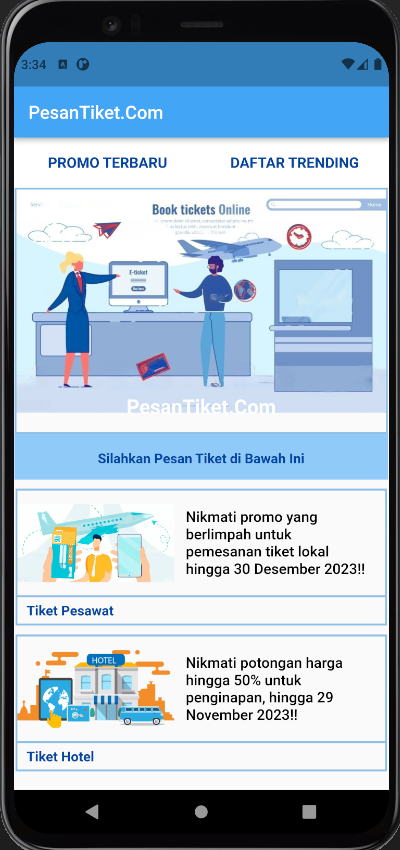 3:34
PesanTiket.Com
PROMO TERBARU
DAFTAR TRENDING
Home
Book tickets Online
E-ticket
PesanTiket.Com
Silahkan Pesan Tiket di Bawah Ini
Nikmati promo yang
berlimpah untuk
pemesanan tiket lokal
hingga 30 Desember 2023!!
Tiket Pesawat
HOTEL
Nikmati potongan harga
hingga 50% untuk
penginapan, hingga 29
November 2023!!
Tiket Hotel